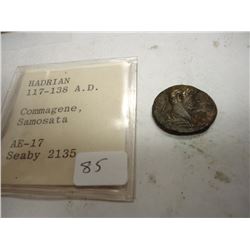 HADRIAN
117-138 A.D.
Commagene,
Samosata
AE-17
Seaby 2135
85